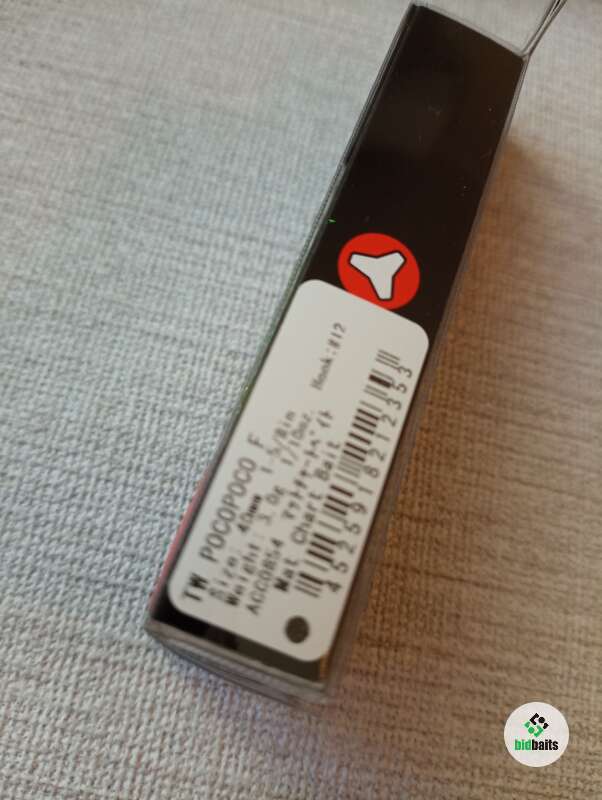 TW POCOPOCO F
Size: 40mm 1-5/8in
Weight: 3.0g 1/10oz. Hook:#12
ACC0854 マットチャートベイト
Mat Chart Bait
4525918212353
bidbaits